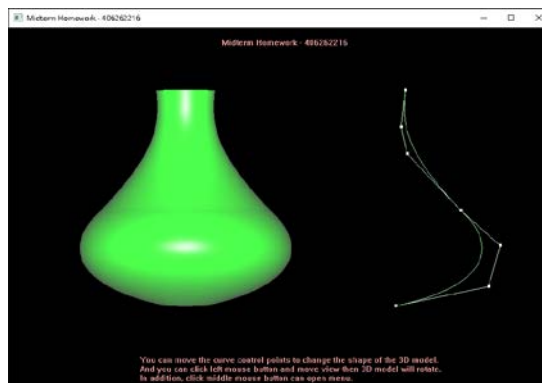 Midterm Homework - 406262216
Midterm Homework - 406262216
You can move the curve control points to change the shape of the 3D model.
And you can click left mouse button and move view then 3D model will rotate.
In addition, click middle mouse button can open menu.